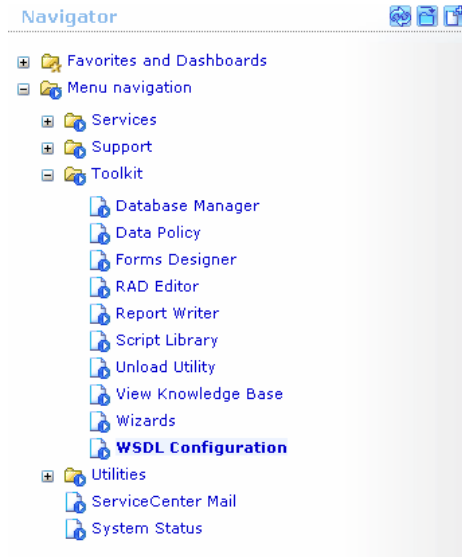 Navigator
Favorites and Dashboards
Menu navigation
Services
Support
Toolkit
Database Manager
Data Policy
Forms Designer
RAD Editor
Report Writer
Script Library
Unload Utility
View Knowledge Base
Wizards
WSDL Configuration
Utilities
ServiceCenter Mail
System Status